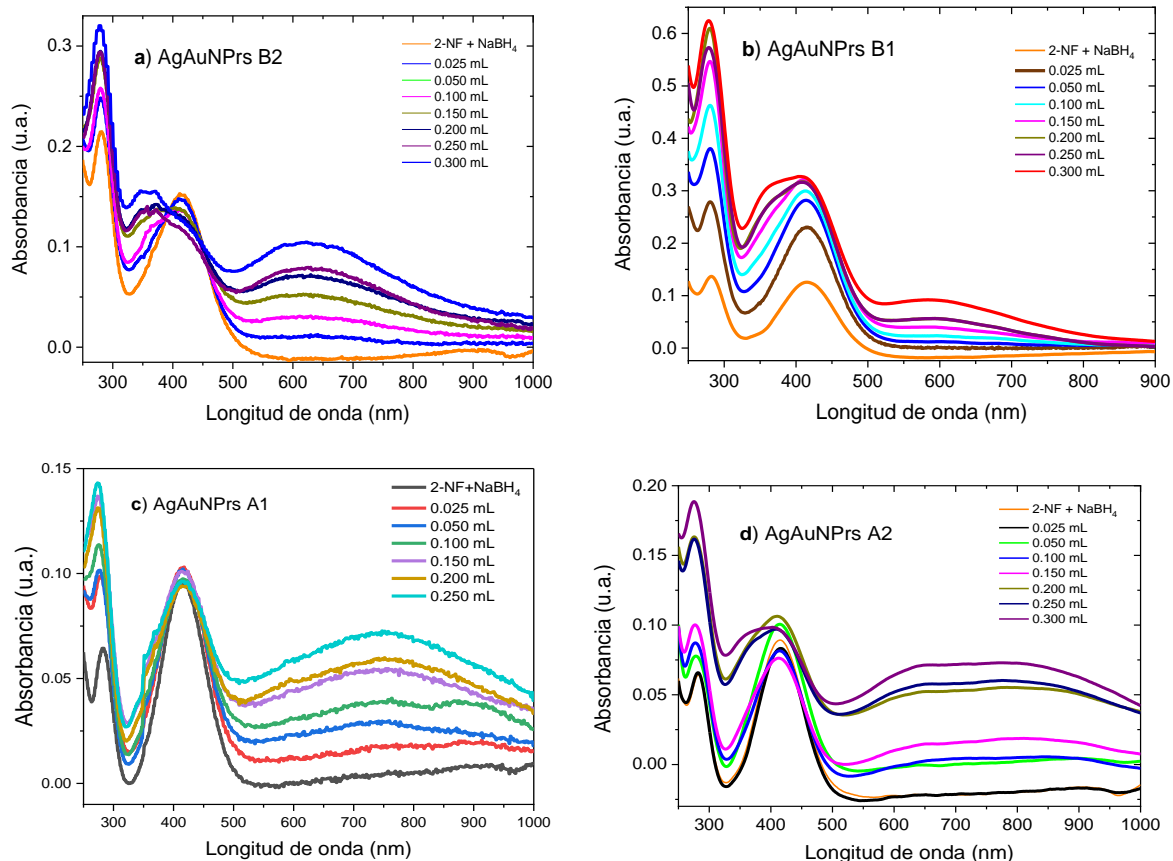 a) AgAuNPrs B2
2-NF + NaBH4
0.025 mL
0.050 mL
0.100 mL
0.150 mL
0.200 mL
0.250 mL
0.300 mL
0.3
0.2
0.1
0.0
Absorbancia (u.a.)
300 400 500 600 700 800 900 1000
Longitud de onda (nm)
b) AgAuNPrs B1
2-NF + NaBH4
0.025 mL
0.050 mL
0.100 mL
0.150 mL
0.200 mL
0.250 mL
0.300 mL
0.6
0.5
0.4
0.3
0.2
0.1
0.0
Absorbancia (u.a.)
300 400 500 600 700 800 900
Longitud de onda (nm)
c) AgAuNPrs A1
2-NF+NaBH4
0.025 mL
0.050 mL
0.100 mL
0.150 mL
0.200 mL
0.250 mL
0.15
0.10
0.05
0.00
Absorbancia (u.a.)
300 400 500 600 700 800 900 1000
Longitud de onda (nm)
d) AgAuNPrs A2
2-NF + NaBH4
0.025 mL
0.050 mL
0.100 mL
0.150 mL
0.200 mL
0.250 mL
0.300 mL
0.20
0.15
0.10
0.05
0.00
Absorbancia (u.a.)
300 400 500 600 700 800 900 1000
Longitud de onda (nm)